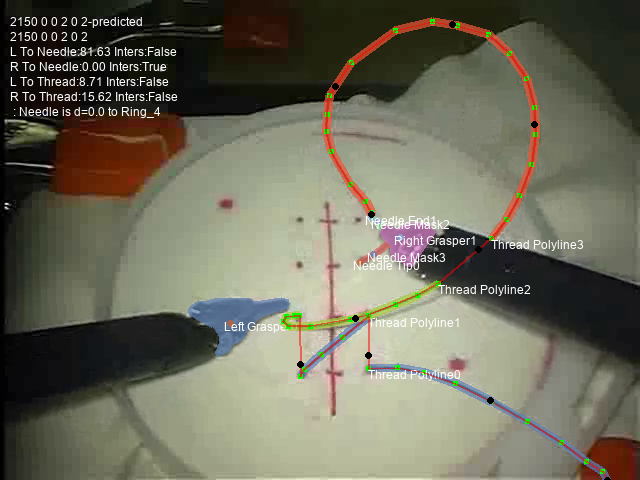 2150 0 0 2 0 2-predicted
2150 0 0 2 0 2
L To Needle:81.63 Inters:False
R To Needle:0.00 Inters:True
L To Thread:8.71 Inters:False
R To Thread:15.62 Inters:False
: Needle is d=0.0 to Ring_4
Needle End1
Needle Mask2
Right Grasper1
Thread Polyline3
Needle Mask3
Needle Tip0
Thread Polyline2
Left Graspe
Thread Polyline1
Thread Polyline0